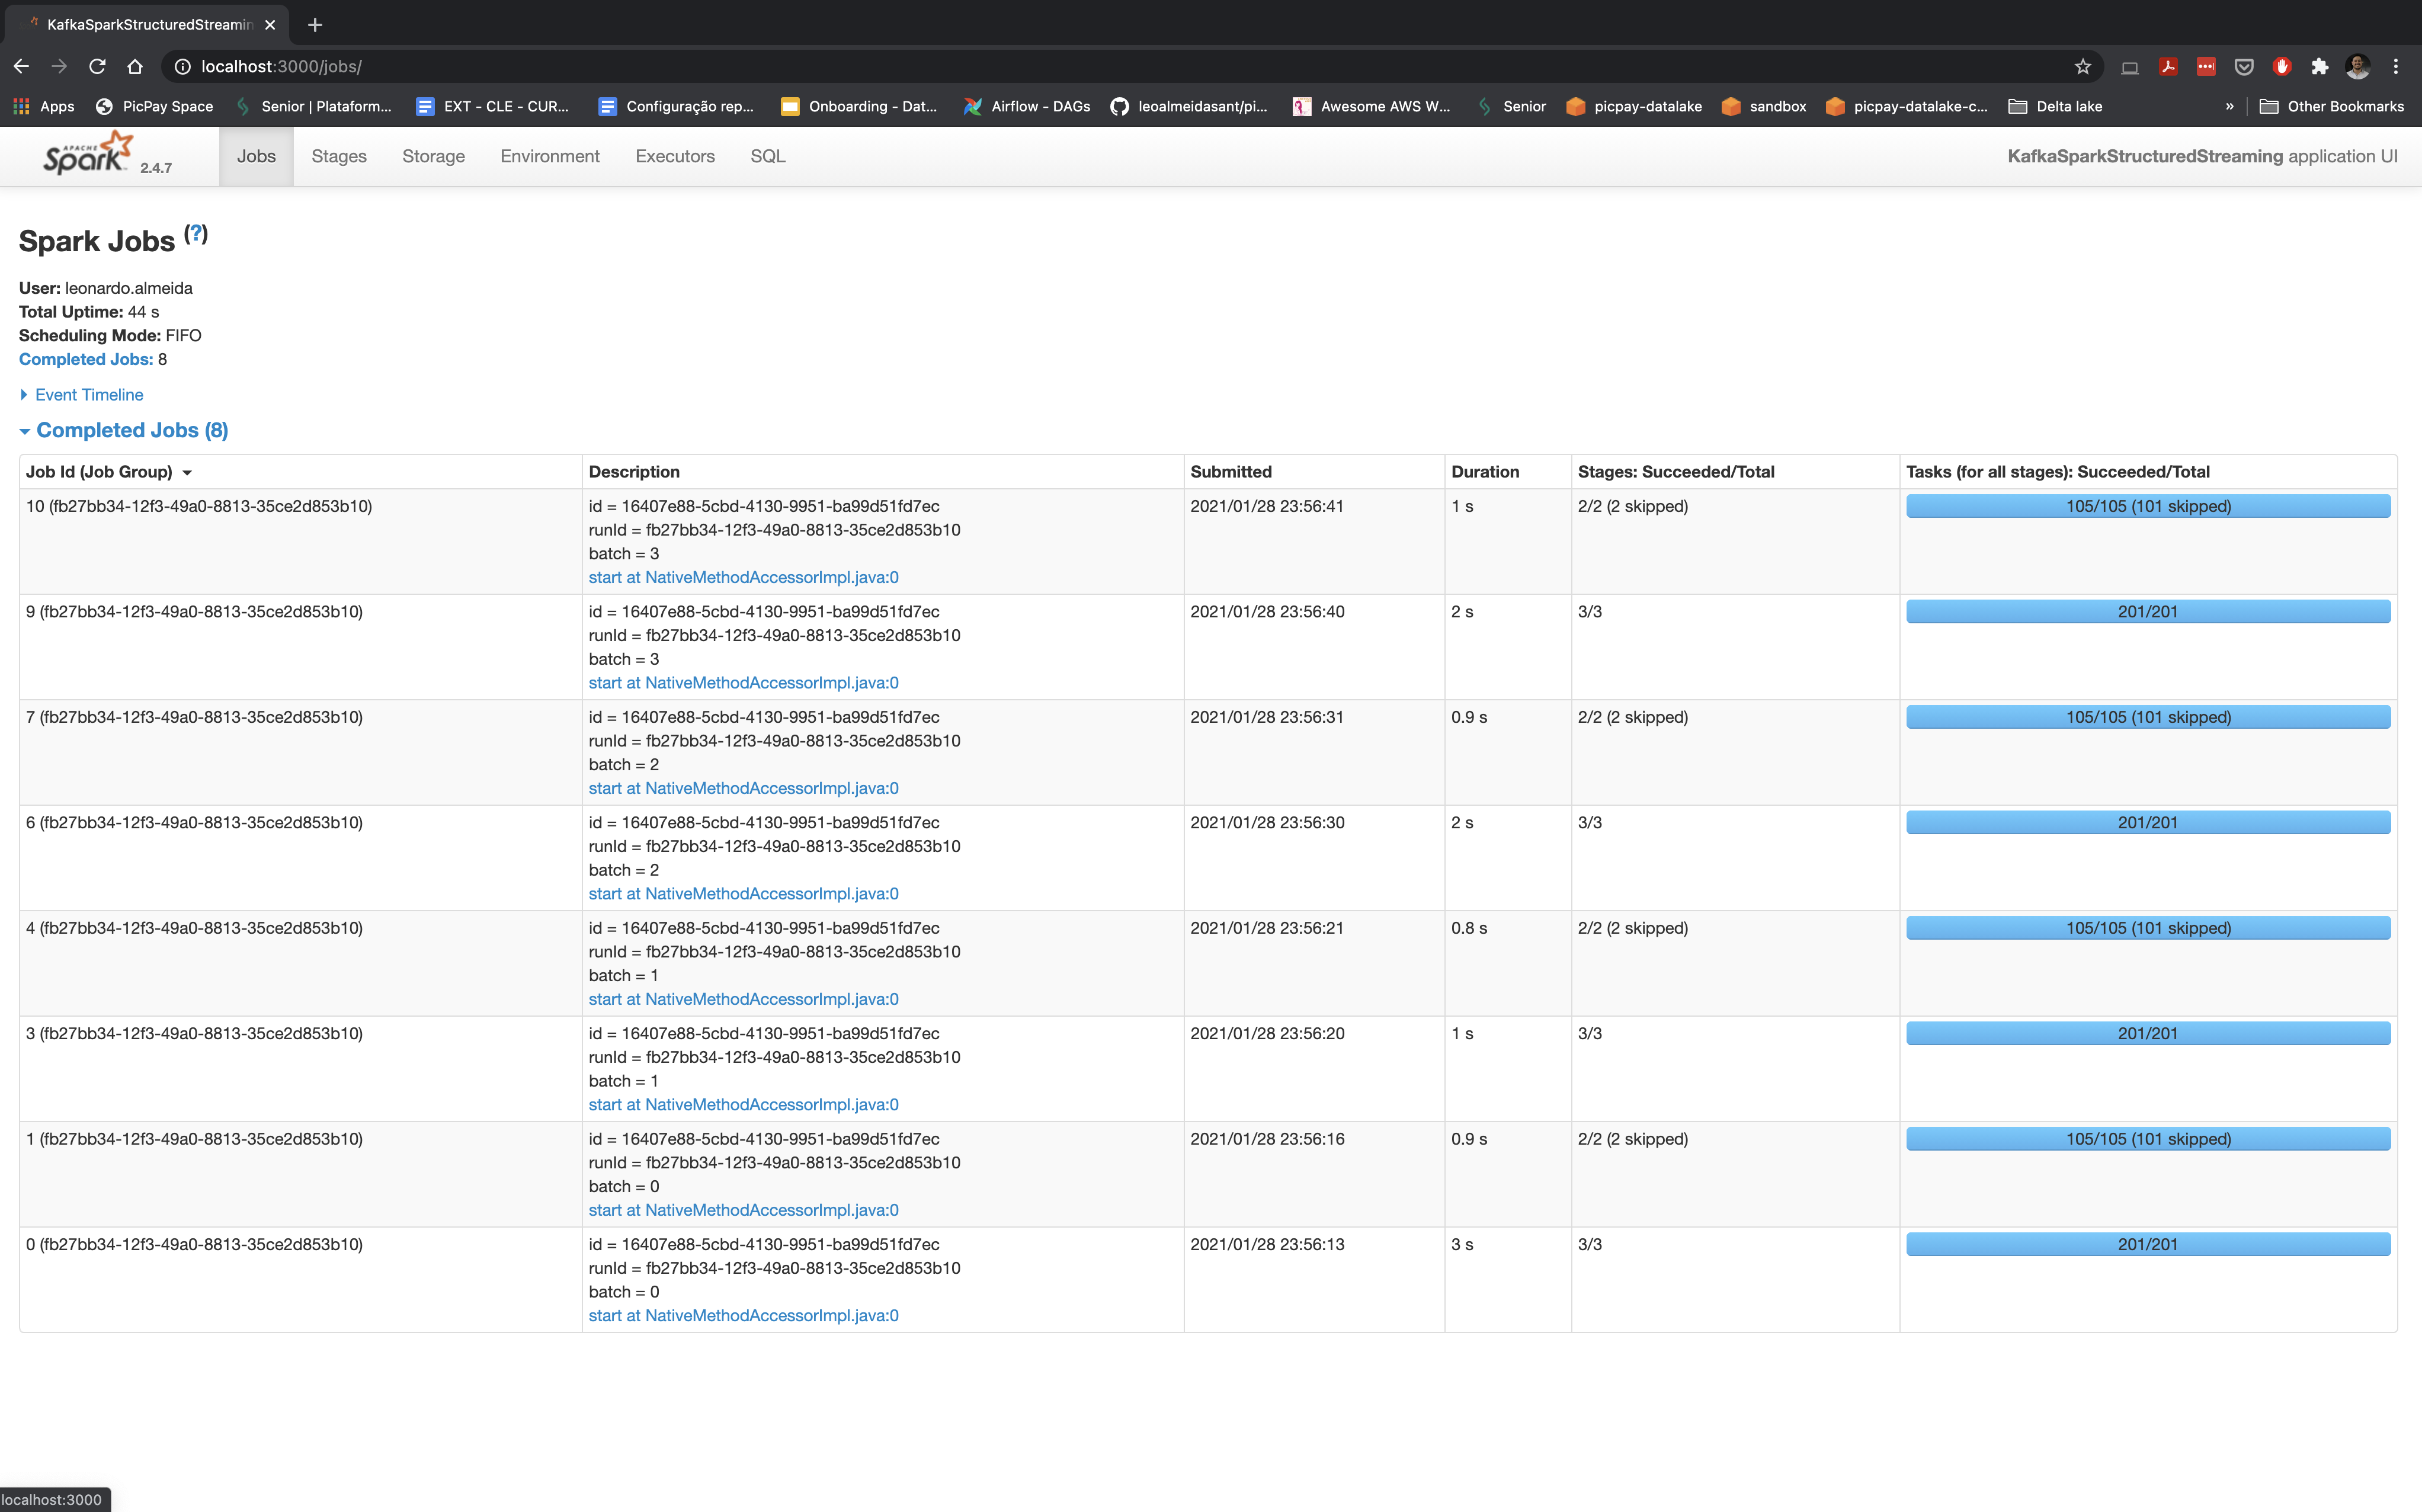 KafkaSparkStructuredStreamin
localhost:3000/jobs/
Apps PicPay Space Senior | Plataform... EXT - CLE - CUR... Configuração rep... Onboarding - Dat... Airflow - DAGs leoalmeidasant/pi... Awesome AWS W... Senior picpay-datalake sandbox picpay-datalake-c... Delta lake » Other Bookmarks
APACHE Spark 2.4.7 Jobs Stages Storage Environment Executors SQL KafkaSparkStructuredStreaming application UI
Spark Jobs (?)
User: leonardo.almeida
Total Uptime: 44 s
Scheduling Mode: FIFO
Completed Jobs: 8
Event Timeline
Completed Jobs (8)
Job Id (Job Group) Description Submitted Duration Stages: Succeeded/Total Tasks (for all stages): Succeeded/Total
10 (fb27bb34-12f3-49a0-8813-35ce2d853b10) id = 16407e88-5cbd-4130-9951-ba99d51fd7ec 2021/01/28 23:56:41 1 s 2/2 (2 skipped) 105/105 (101 skipped)
runId = fb27bb34-12f3-49a0-8813-35ce2d853b10
batch = 3
start at NativeMethodAccessorImpl.java:0
9 (fb27bb34-12f3-49a0-8813-35ce2d853b10) id = 16407e88-5cbd-4130-9951-ba99d51fd7ec 2021/01/28 23:56:40 2 s 3/3 201/201
runId = fb27bb34-12f3-49a0-8813-35ce2d853b10
batch = 3
start at NativeMethodAccessorImpl.java:0
7 (fb27bb34-12f3-49a0-8813-35ce2d853b10) id = 16407e88-5cbd-4130-9951-ba99d51fd7ec 2021/01/28 23:56:31 0.9 s 2/2 (2 skipped) 105/105 (101 skipped)
runId = fb27bb34-12f3-49a0-8813-35ce2d853b10
batch = 2
start at NativeMethodAccessorImpl.java:0
6 (fb27bb34-12f3-49a0-8813-35ce2d853b10) id = 16407e88-5cbd-4130-9951-ba99d51fd7ec 2021/01/28 23:56:30 2 s 3/3 201/201
runId = fb27bb34-12f3-49a0-8813-35ce2d853b10
batch = 2
start at NativeMethodAccessorImpl.java:0
4 (fb27bb34-12f3-49a0-8813-35ce2d853b10) id = 16407e88-5cbd-4130-9951-ba99d51fd7ec 2021/01/28 23:56:21 0.8 s 2/2 (2 skipped) 105/105 (101 skipped)
runId = fb27bb34-12f3-49a0-8813-35ce2d853b10
batch = 1
start at NativeMethodAccessorImpl.java:0
3 (fb27bb34-12f3-49a0-8813-35ce2d853b10) id = 16407e88-5cbd-4130-9951-ba99d51fd7ec 2021/01/28 23:56:20 1 s 3/3 201/201
runId = fb27bb34-12f3-49a0-8813-35ce2d853b10
batch = 1
start at NativeMethodAccessorImpl.java:0
1 (fb27bb34-12f3-49a0-8813-35ce2d853b10) id = 16407e88-5cbd-4130-9951-ba99d51fd7ec 2021/01/28 23:56:16 0.9 s 2/2 (2 skipped) 105/105 (101 skipped)
runId = fb27bb34-12f3-49a0-8813-35ce2d853b10
batch = 0
start at NativeMethodAccessorImpl.java:0
0 (fb27bb34-12f3-49a0-8813-35ce2d853b10) id = 16407e88-5cbd-4130-9951-ba99d51fd7ec 2021/01/28 23:56:13 3 s 3/3 201/201
runId = fb27bb34-12f3-49a0-8813-35ce2d853b10
batch = 0
start at NativeMethodAccessorImpl.java:0
localhost:3000